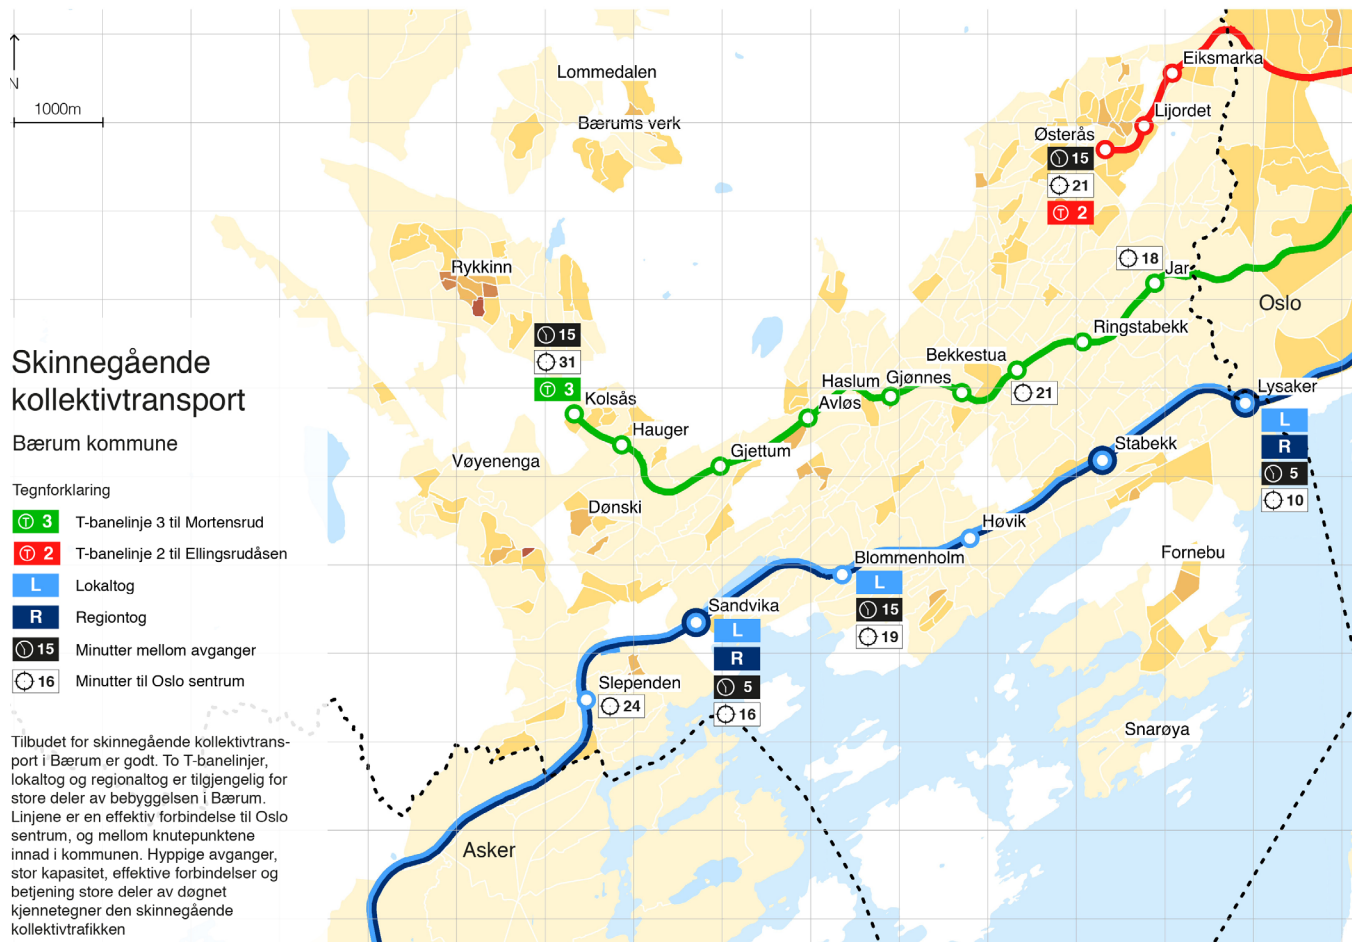 N
1000m
Lommedalen
Bærums verk
Eiksmarka
Lijordet
Østerås
15
21
T 2
Rykkinn
18
Jar
Oslo
Ringstabekk
Bekkestua
21
Gjønnes
Haslum
Avløs
Gjettum
15
31
T 3
Kolsås
Hauger
Vøyenenga
Dønski
Lysaker
L
R
5
10
Stabekk
Høvik
Fornebu
Blommenholm
L
15
19
Sandvika
L
R
5
16
Slependen
24
Snarøya
Asker
Skinnegående
kollektivtransport
Bærum kommune
Tegnforklaring
T 3 T-banelinje 3 til Mortensrud
T 2 T-banelinje 2 til Ellingsrudåsen
L Lokaltog
R Regiontog
15 Minutter mellom avganger
16 Minutter til Oslo sentrum
Tilbudet for skinnegående kollektivtrans-
port i Bærum er godt. To T-banelinjer,
lokaltog og regionaltog er tilgjengelig for
store deler av bebyggelsen i Bærum.
Linjene er en effektiv forbindelse til Oslo
sentrum, og mellom knutepunktene
innad i kommunen. Hyppige avganger,
stor kapasitet, effektive forbindelser og
betjening store deler av døgnet
kjennetegner den skinnegående
kollektivtrafikken